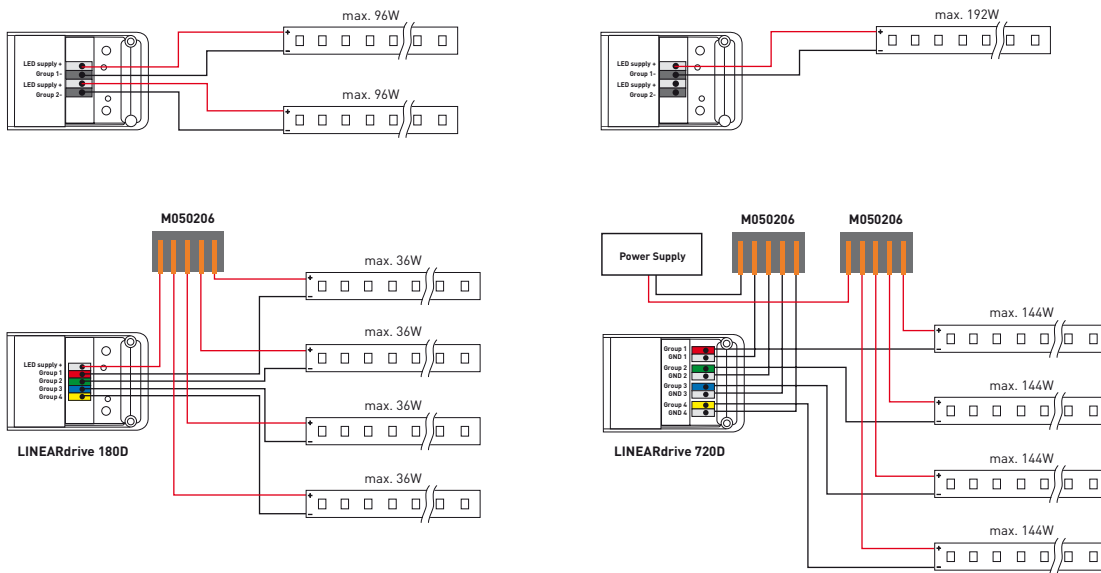 max. 96W
LED supply +
Group 1-
LED supply +
Group 2-
+
-
max. 96W
+
-
max. 192W
LED supply +
Group 1-
LED supply +
Group 2-
+
-
M050206
max. 36W
+
-
max. 36W
+
-
LED supply +
Group 1
Group 2
Group 3
Group 4
max. 36W
+
-
LINEARdrive 180D
max. 36W
+
-
M050206
M050206
Power Supply
max. 144W
+
-
Group 1
GND 1
Group 2
GND 2
Group 3
GND 3
Group 4
GND 4
max. 144W
+
-
LINEARdrive 720D
max. 144W
+
-
max. 144W
+
-